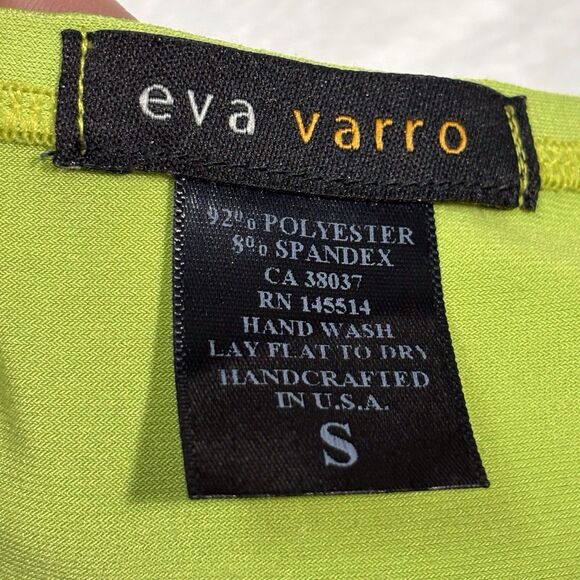 eva varro
92% POLYESTER
8% SPANDEX
CA 38037
RN 145514
HAND WASH
LAY FLAT TO DRY
HANDCRAFTED
IN U.S.A.
S